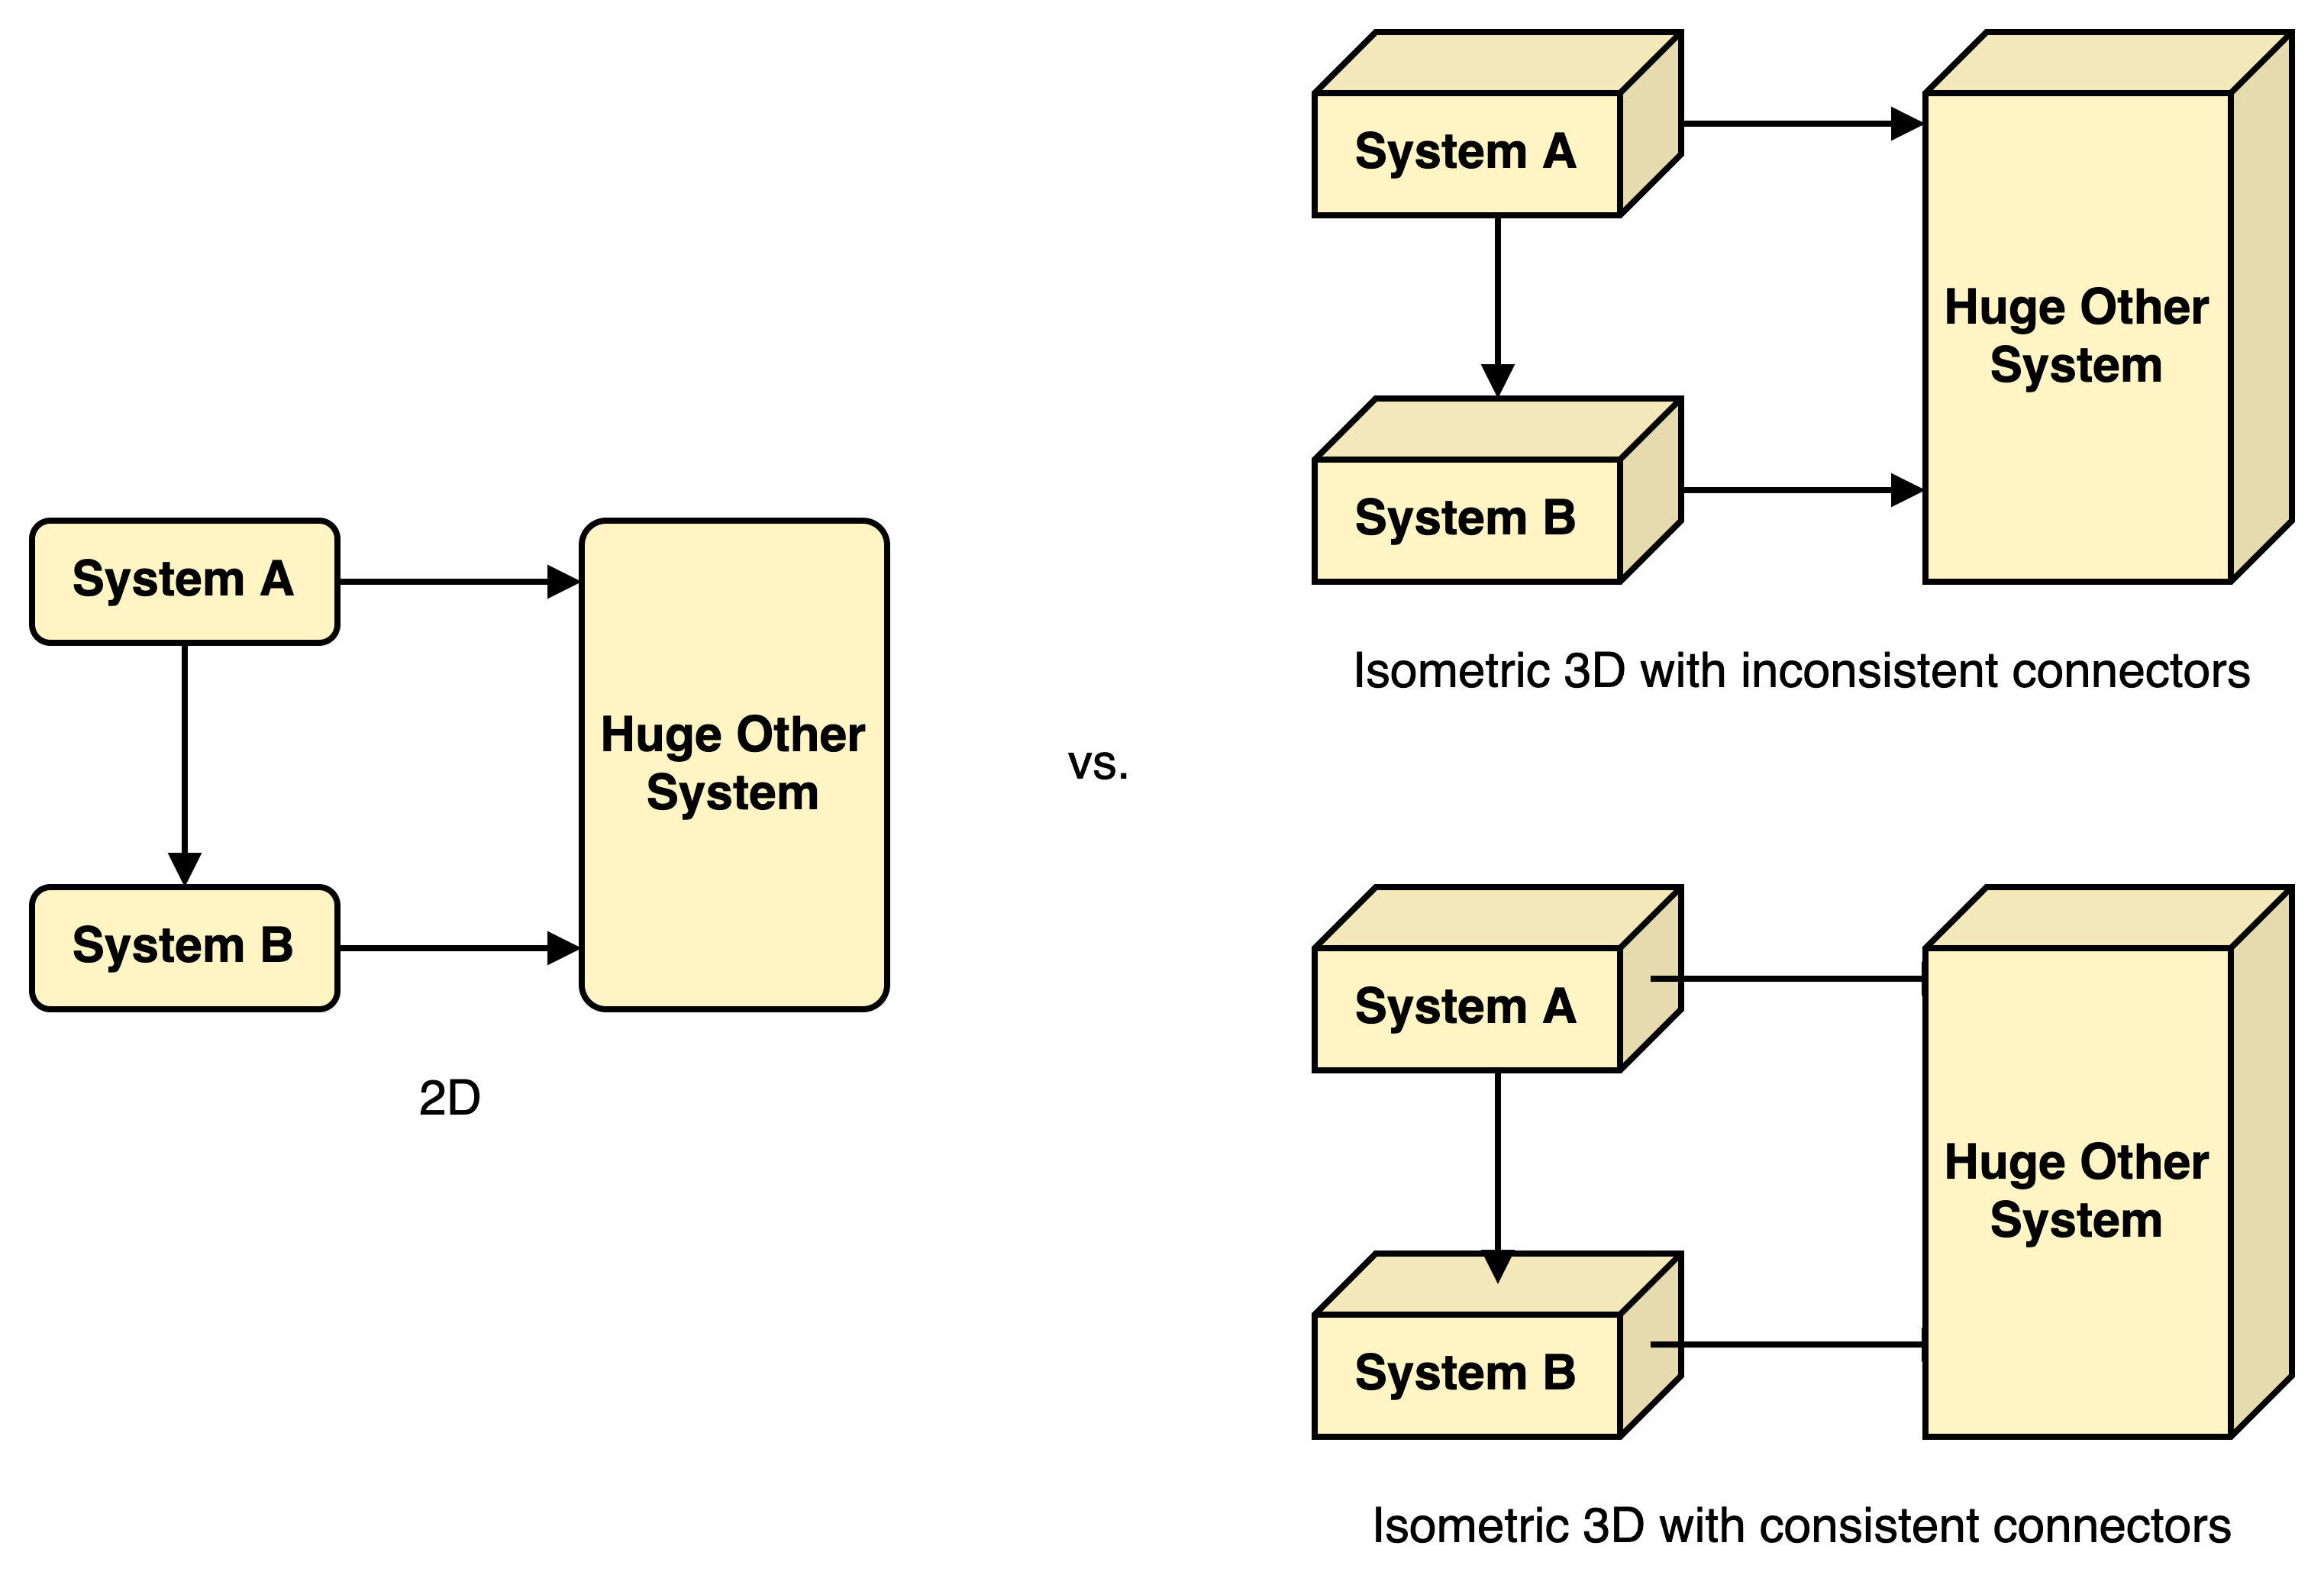 System A
Huge Other
System
System B
2D
vs.
System A
Huge Other
System
System B
Isometric 3D with inconsistent connectors
System A
Huge Other
System
System B
Isometric 3D with consistent connectors